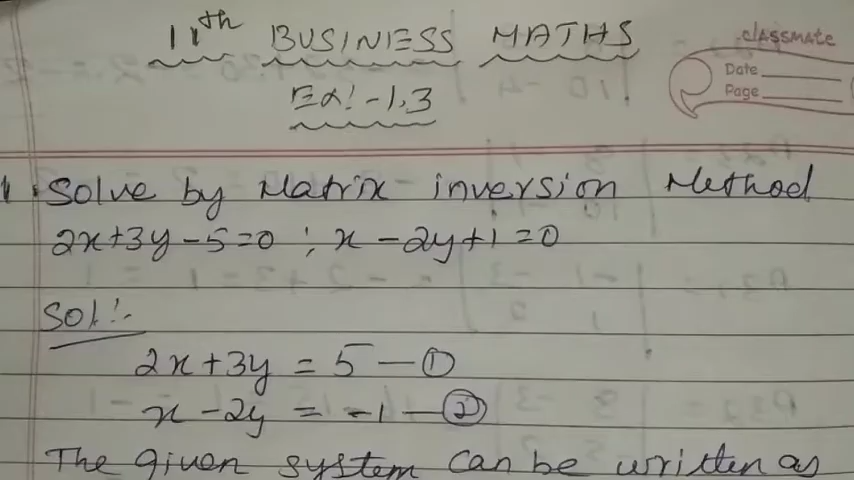 11th BUSINESS MATHS
classmate
Date
Page
Ex:-1.3
1. Solve by Matrix inversion Method
2x+3y-5=0 ; x-2y+1=0
Sol:-
2x+3y = 5 — ①
x-2y = -1 — ②
The given system can be written as